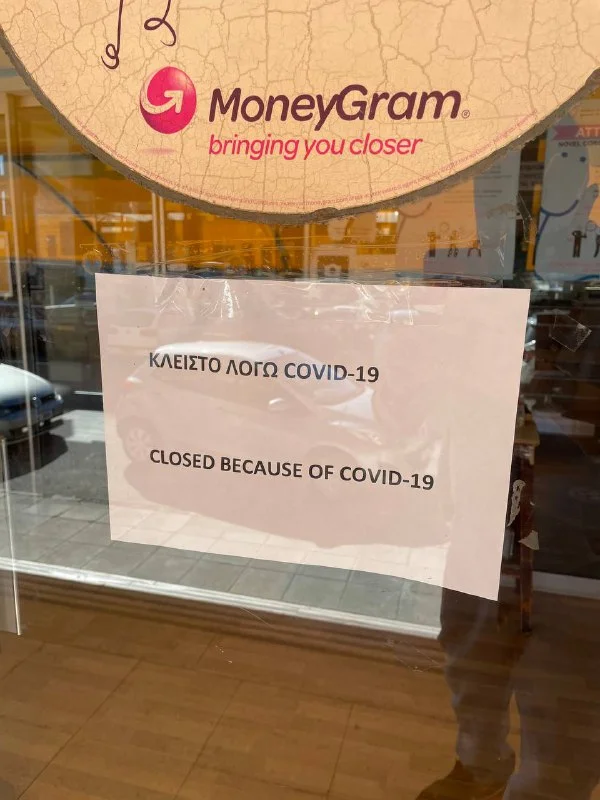 MoneyGram®
bringing you closer
ΚΛΕΙΣΤΟ ΛΟΓΩ COVID-19
CLOSED BECAUSE OF COVID-19